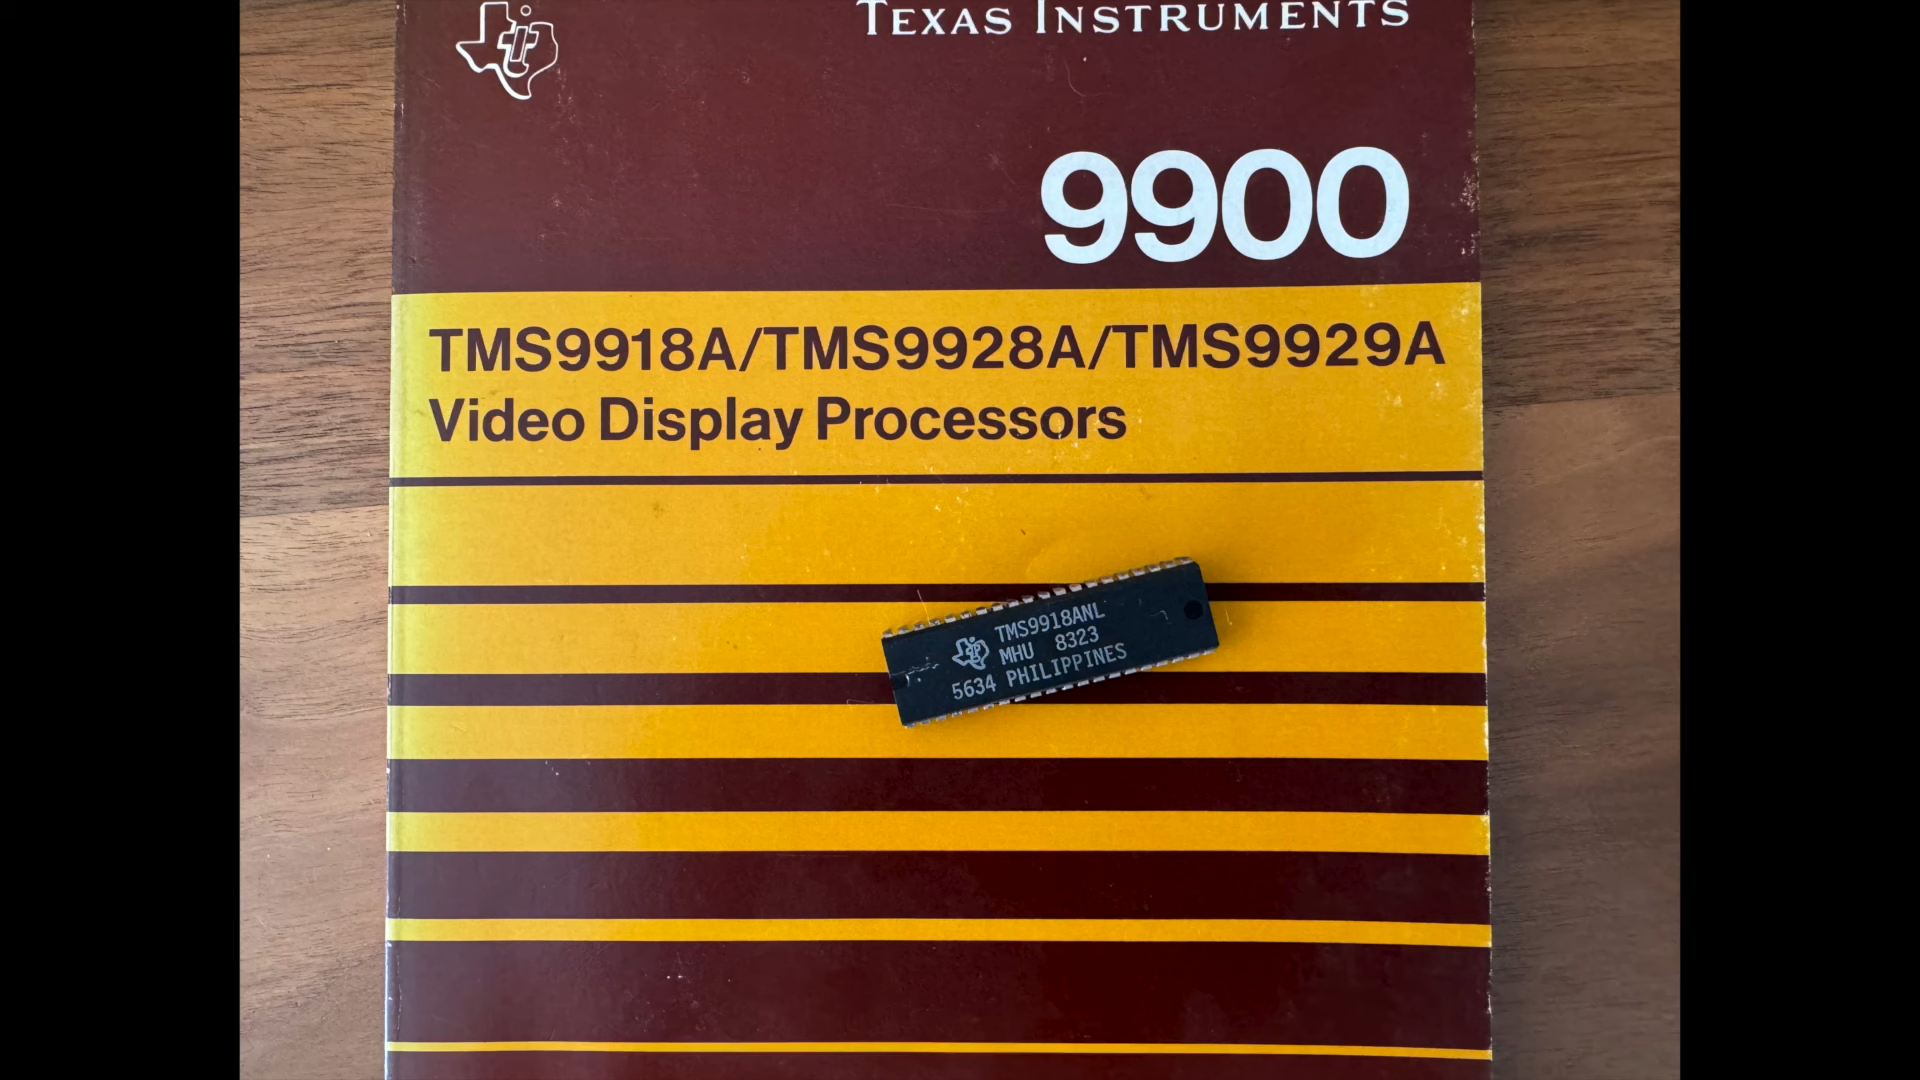 TEXAS INSTRUMENTS
9900
TMS9918A/TMS9928A/TMS9929A
Video Display Processors
TMS9918ANL
MHU 8323
5634 PHILIPPINES